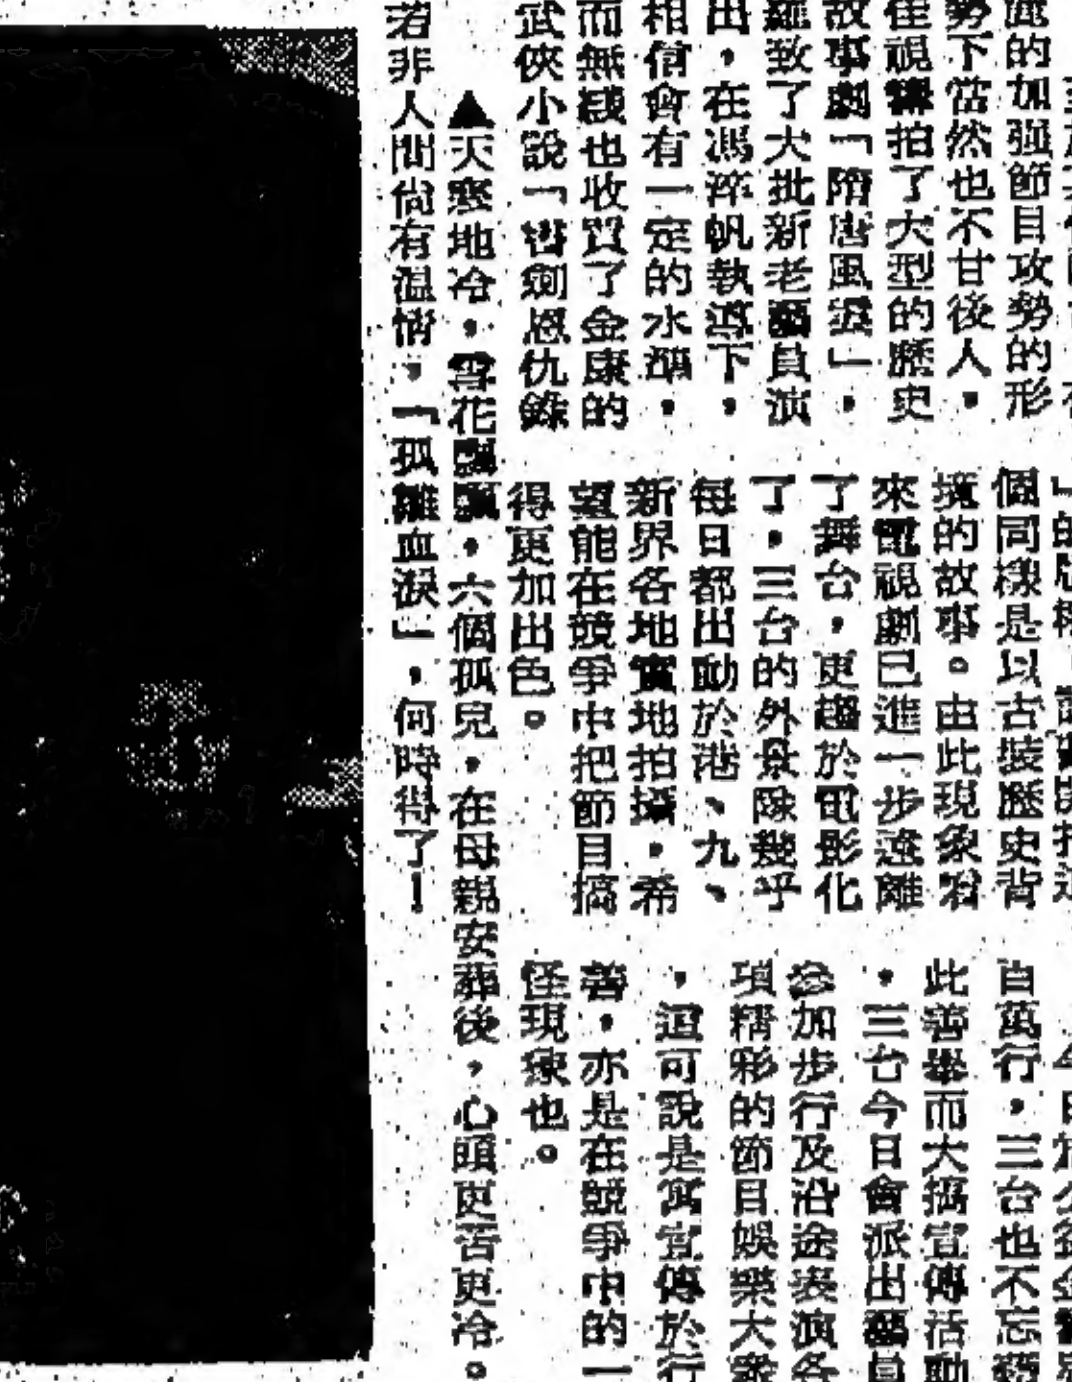 的加强節目攻勢的形
勢下當然也不甘後人，
佳視拍了大型的歷史
故事劇「隋唐風雲」，
羅致了大批新老藝員演
出，在馮淬帆執導下，
相信會有一定的水準，
而無綫也收買了金康的
武俠小說「書劍恩仇錄
個同樣是以古裝歷史背
境的故事。由此現象看
來電視劇已進一步遠離
了舞台，更趨於電影化
了，三台的外景隊幾乎
每日都出動於港、九、
新界各地實地拍攝，希
望能在競爭中把節目搞
得更加出色。
百萬行，三台也不忘
此善舉而大搞宣傳活動
，三台今日會派出藝員
參加步行及沿途表演各
項精彩的節目娛樂大衆
，這可說是寓宣傳於行
善，亦是在競爭中的一
怪現象也。
▲天寒地冷，雪花飄飄，六個孤兒，在母親安葬後，心頭更苦更冷。
若非人間尚有溫情，「孤雛血淚」，何時得了！